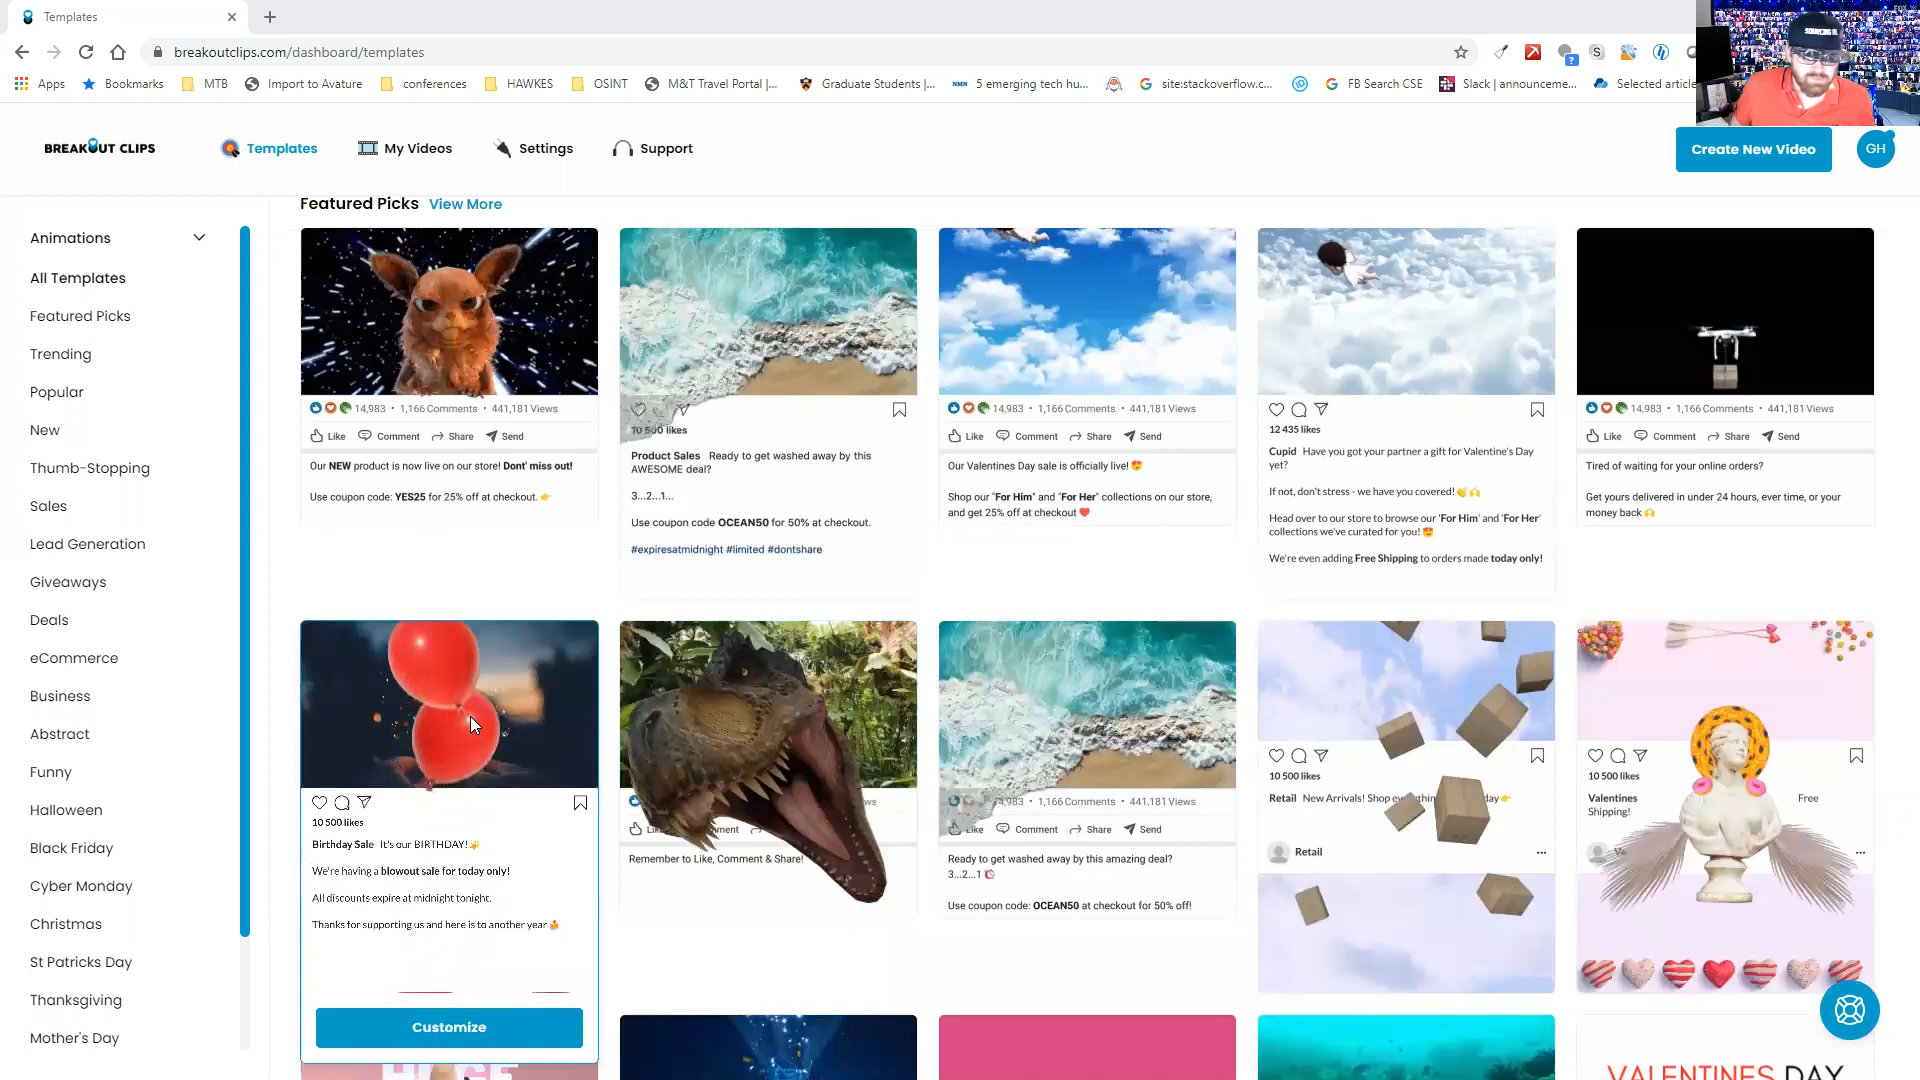 Templates
breakoutclips.com/dashboard/templates
Apps Bookmarks MTB Import to Avature conferences HAWKES OSINT M&T Travel Portal |... Graduate Students |... NMN 5 emerging tech hu... site:stackoverflow.c... FB Search CSE Slack | announceme... Selected article
BREAKOUT CLIPS Templates My Videos Settings Support Create New Video GH
Featured Picks View More
Animations
All Templates
Featured Picks
Trending
Popular
New
Thumb-Stopping
Sales
Lead Generation
Giveaways
Deals
eCommerce
Business
Abstract
Funny
Halloween
Black Friday
Cyber Monday
Christmas
St Patricks Day
Thanksgiving
Mother's Day
14,983 • 1,166 Comments • 441,181 Views
Like Comment Share Send
Our NEW product is now live on our store! Dont' miss out!
Use coupon code: YES25 for 25% off at checkout.
10 500 likes
Product Sales Ready to get washed away by this
AWESOME deal?
3...2...1...
Use coupon code OCEAN50 for 50% at checkout.
#expiresatmidnight #limited #dontshare
14,983 • 1,166 Comments • 441,181 Views
Like Comment Share Send
Our Valentines Day sale is officially live!
Shop our "For Him" and "For Her" collections on our store,
and get 25% off at checkout
12 435 likes
Cupid Have you got your partner a gift for Valentine's Day
yet?
If not, don't stress - we have you covered!
Head over to our store to browse our 'For Him' and 'For Her'
collections we've curated for you!
We're even adding Free Shipping to orders made today only!
14,983 • 1,166 Comments • 441,181 Views
Like Comment Share Send
Tired of waiting for your online orders?
Get yours delivered in under 24 hours, ever time, or your
money back
10 500 likes
Birthday Sale It's our BIRTHDAY!
We're having a blowout sale for today only!
All discounts expire at midnight tonight.
Thanks for supporting us and here is to another year
Customize
Remember to Like, Comment & Share!
1,166 Comments • 441,181 Views
Like Comment Share Send
Ready to get washed away by this amazing deal?
3...2...1
Use coupon code: OCEAN50 at checkout for 50% off!
10 500 likes
Retail New Arrivals! Shop
Retail
10 500 likes
Valentines Free
Shipping!
HUGE
VALENTINES DAY